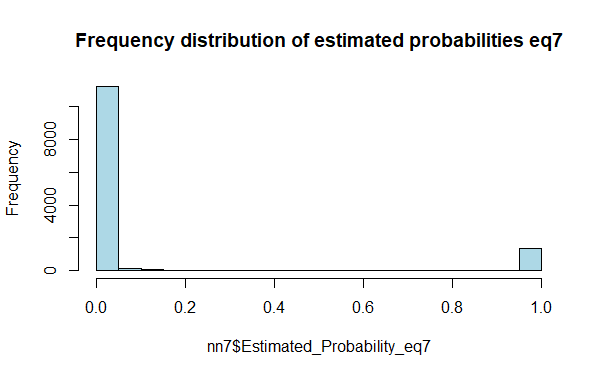 Frequency distribution of estimated probabilities eq7
Frequency
8000
4000
0
0.0 0.2 0.4 0.6 0.8 1.0
nn7$Estimated_Probability_eq7